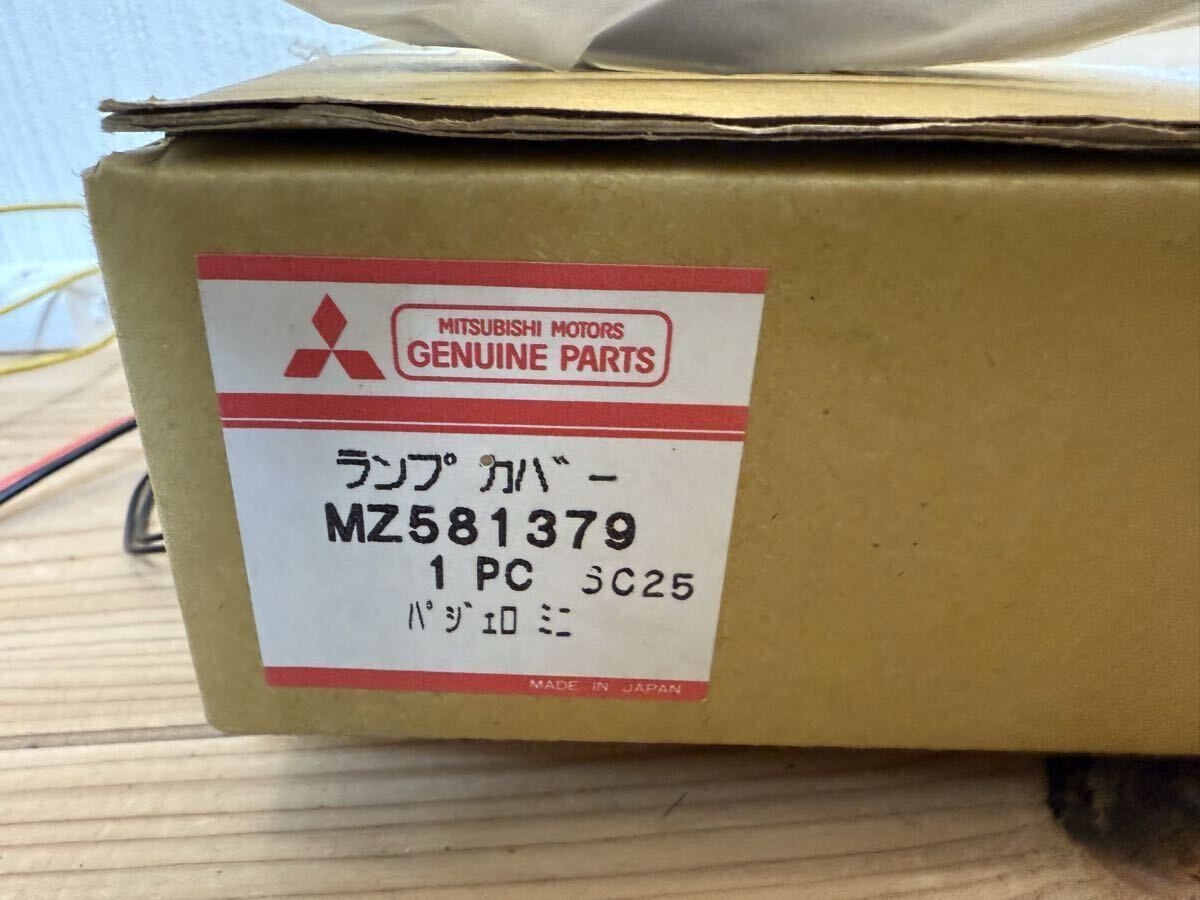 MITSUBISHI MOTORS
GENUINE PARTS
ランプ カバー
MZ581379
1 PC SC25
パジェロ ミニ
MADE IN JAPAN